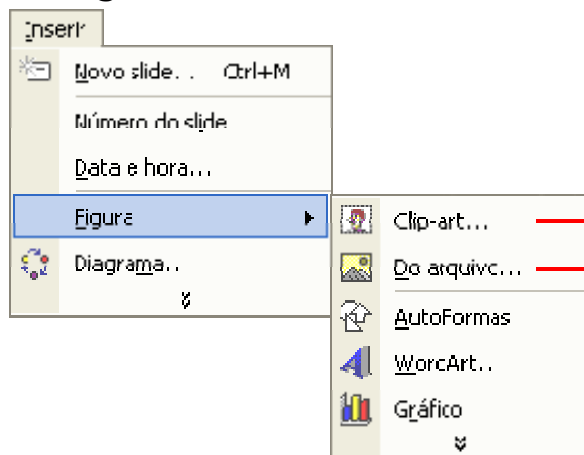 Inserir
Novo slide... Ctrl+M
Número do slide
Data e hora...
Figura
Diagrama...
Clip-art...
Do arquivo...
AutoFormas
WordArt...
Gráfico